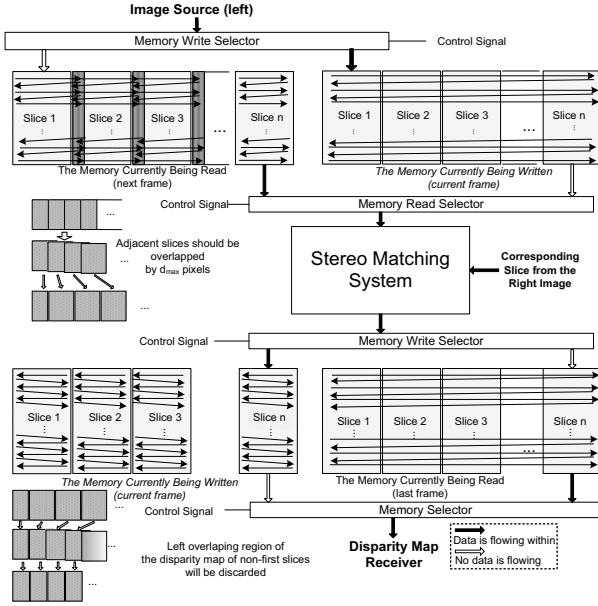 Image Source (left)
Memory Write Selector
Control Signal
Slice 1
Slice 2
Slice 3
...
Slice n
Slice 1
Slice 2
Slice 3
...
Slice n
The Memory Currently Being Read
(next frame)
The Memory Currently Being Written
(current frame)
Control Signal
Memory Read Selector
...
Adjacent slices should be
overlapped
by dmax pixels
...
...
Stereo Matching
System
Corresponding
Slice from the
Right Image
Control Signal
Memory Write Selector
Slice 1
Slice 2
Slice 3
Slice n
Slice 1
Slice 2
Slice 3
...
Slice n
The Memory Currently Being Written
(current frame)
The Memory Currently Being Read
(last frame)
Control Signal
Memory Selector
...
...
...
Left overlaping region of
the disparity map of non-first slices
will be discarded
Disparity Map
Receiver
Data is flowing within
No data is flowing